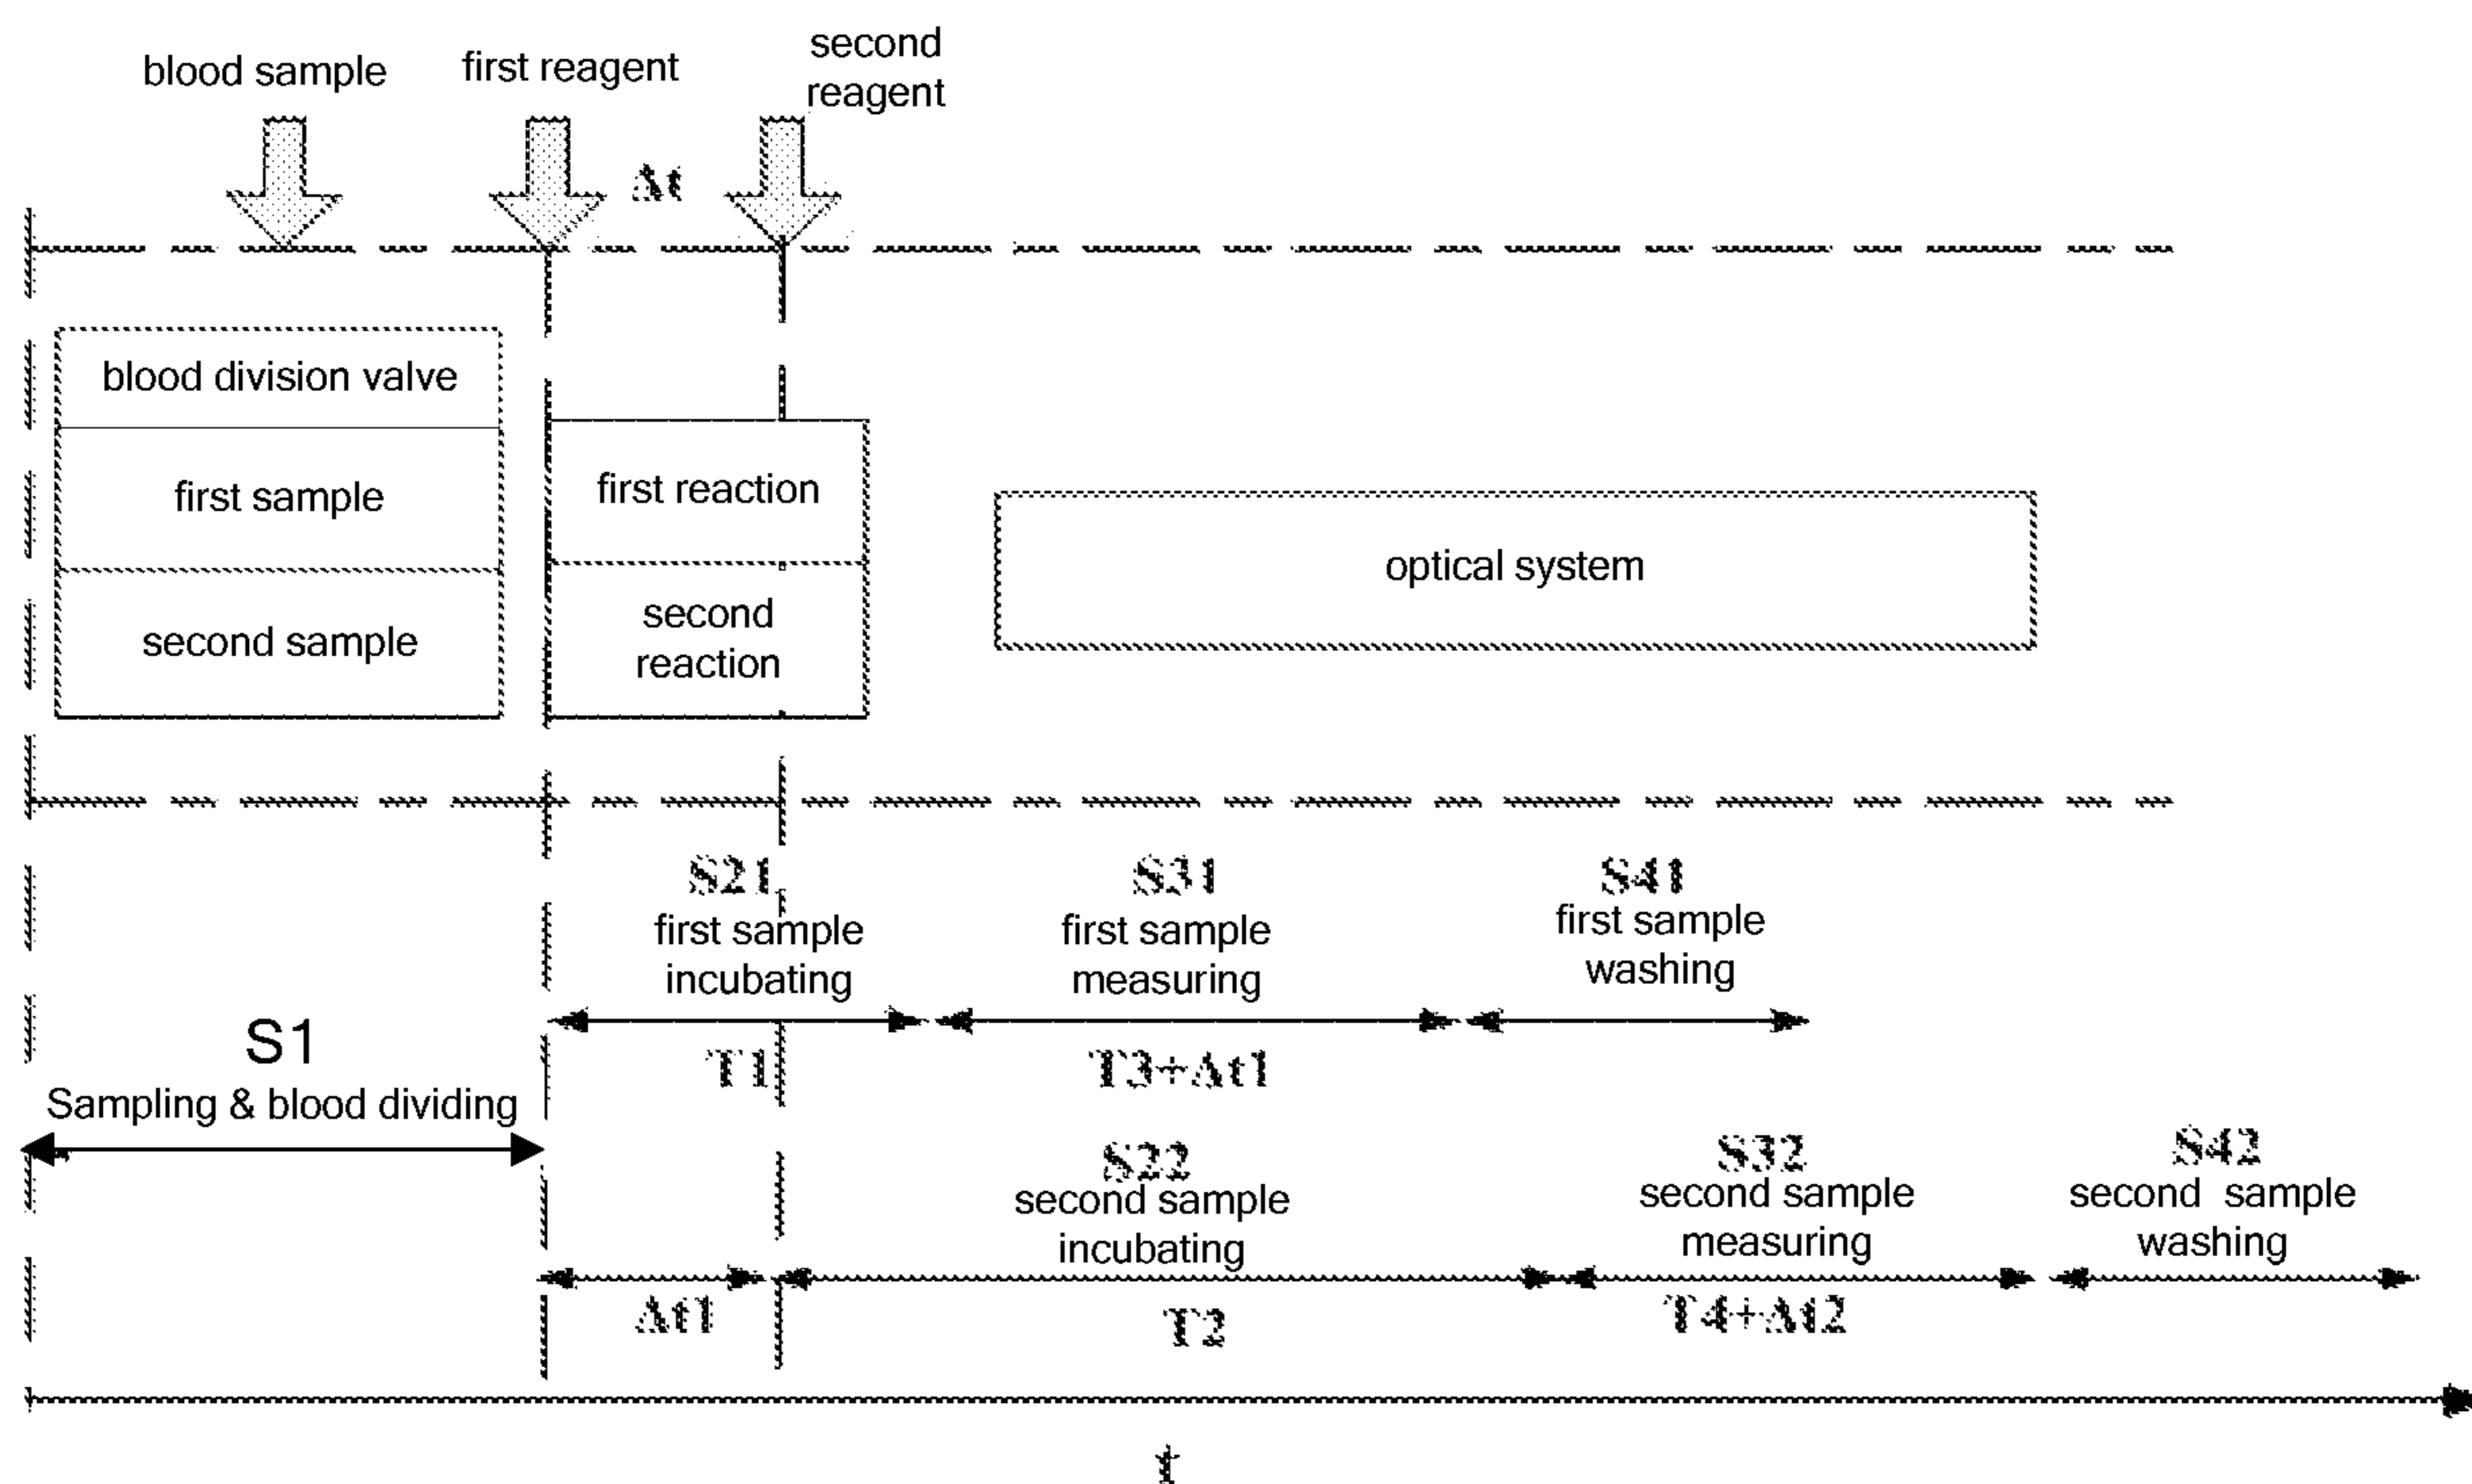 blood sample
first reagent
second
reagent
Δt
blood division valve
first sample
second sample
first reaction
second
reaction
optical system
S21
first sample
incubating
T1
S31
first sample
measuring
T3+Δt1
S41
first sample
washing
S1
Sampling & blood dividing
Δt1
S22
second sample
incubating
T2
S32
second sample
measuring
T4+Δt2
S42
second sample
washing
t